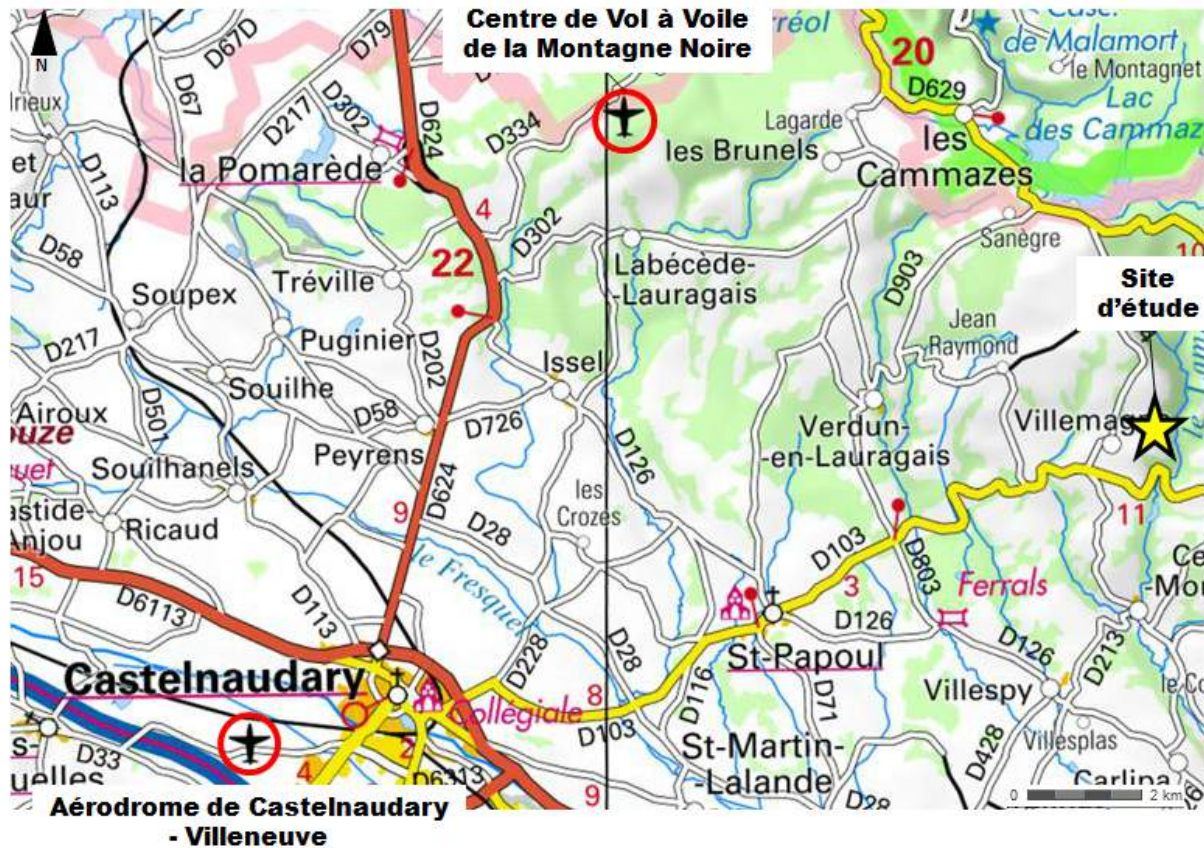 Centre de Vol à Voile
de la Montagne Noire
N
D67D
D79
D67
D217
D302
D624
D334
20
D629
de Malamort
le Montagnet
Lac
des Cammaz
Lagarde
les Brunels
les
Cammazes
la Pomarède
D113
4
D302
D58
22
Tréville
Labécède-
-Lauragais
D903
Sanègre
10
Site
d'étude
Soupex
Puginier
D217
D202
Issel
Jean
Raymond
Souilhe
D58
D726
Airoux
D501
Verdun-
-en-Lauragais
Souilhanels
Peyrens
D624
D126
les
Crozes
9
D28
Ricaud
le Fresquel
11
15
D6113
D113
D103
3
D803
Ferrals
D126
St-Papoul
D126
D213
Castelnaudary
D228
D28
8
D103
D116
D71
Villespy
Collégiale
D33
4
2
D6313
9
St-Martin-
-Lalande
D28
D428
Villesplas
Carlipa
0 2 km
Aérodrome de Castelnaudary
- Villeneuve